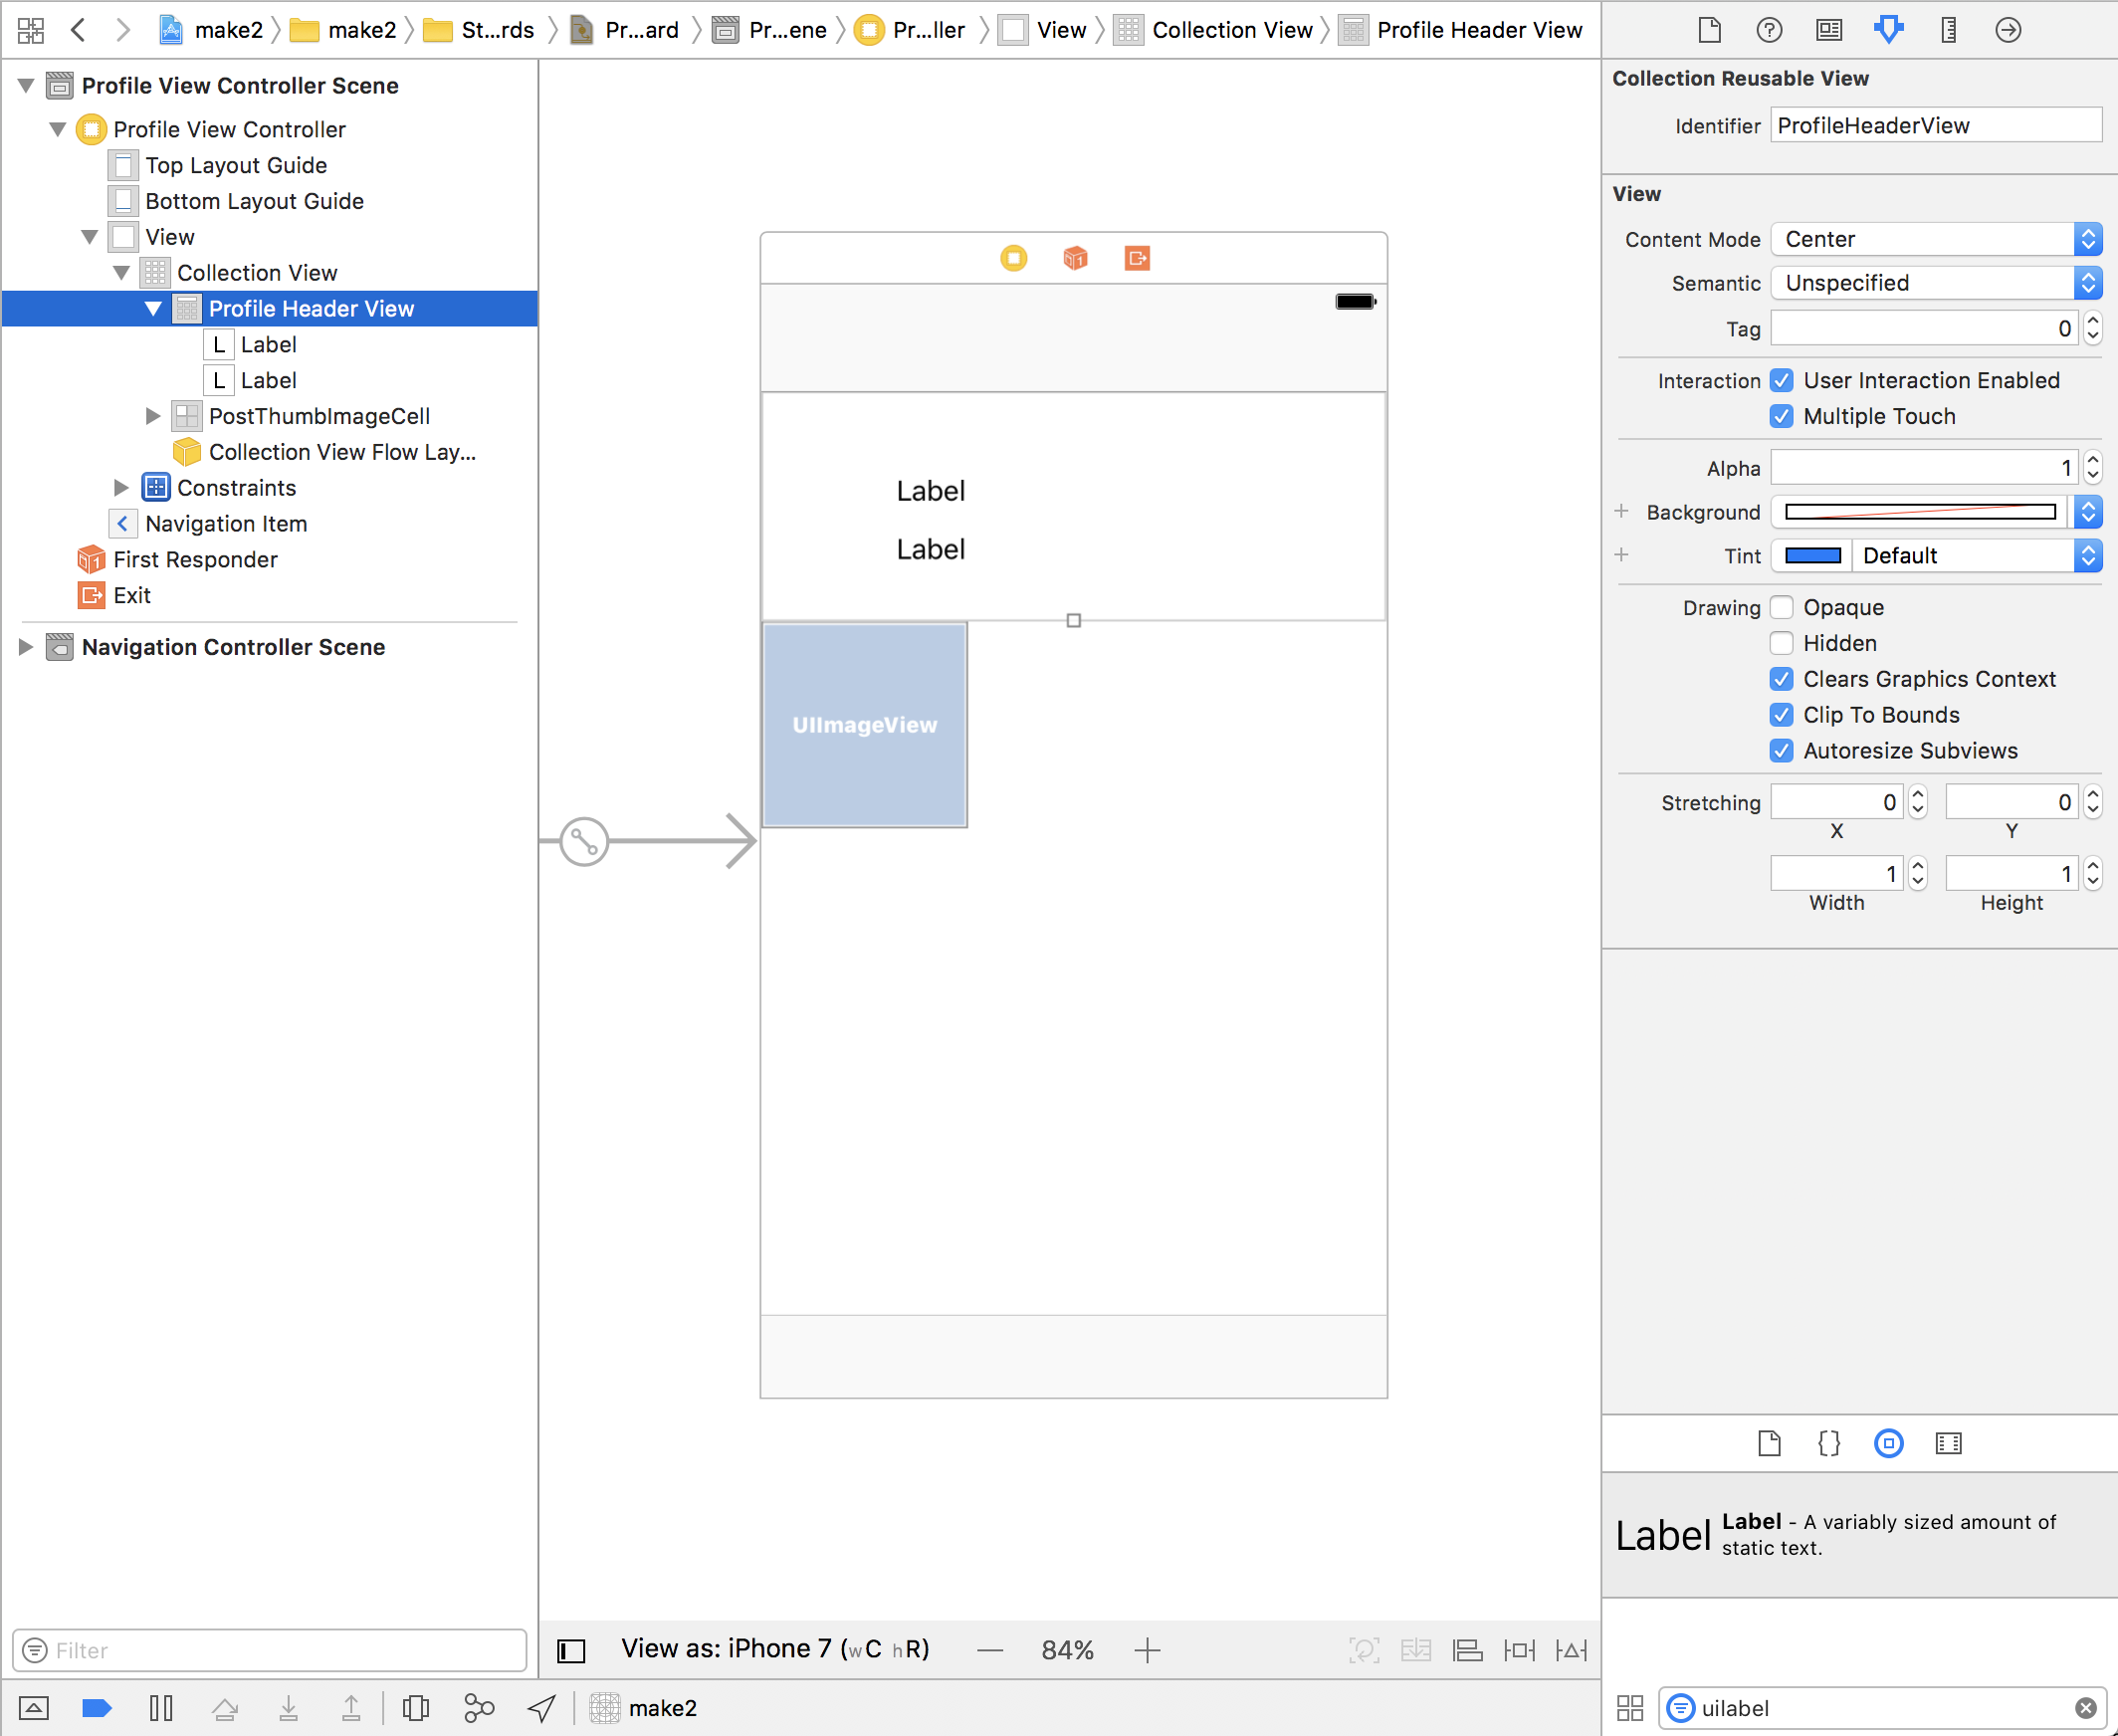 make2 make2 St...rds Pr...ard Pr...ene Pr...ller View Collection View Profile Header View
Profile View Controller Scene
Profile View Controller
Top Layout Guide
Bottom Layout Guide
View
Collection View
Profile Header View
L Label
L Label
PostThumbImageCell
Collection View Flow Lay...
Constraints
Navigation Item
First Responder
Exit
Navigation Controller Scene
Filter
Label
Label
UIImageView
View as: iPhone 7 (wC hR) 84%
make2
Collection Reusable View
Identifier ProfileHeaderView
View
Content Mode Center
Semantic Unspecified
Tag 0
Interaction User Interaction Enabled
Multiple Touch
Alpha 1
Background
Tint Default
Drawing Opaque
Hidden
Clears Graphics Context
Clip To Bounds
Autoresize Subviews
Stretching 0 0
X Y
1 1
Width Height
Label Label - A variably sized amount of
static text.
uilabel